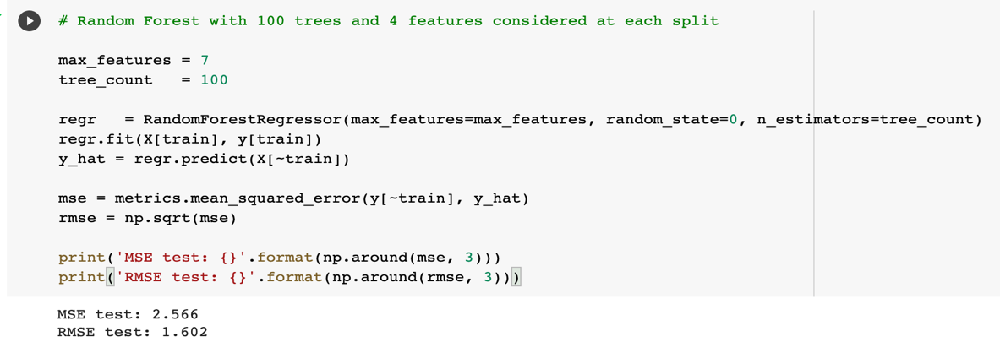 # Random Forest with 100 trees and 4 features considered at each split
max_features = 7
tree_count   = 100
regr   = RandomForestRegressor(max_features=max_features, random_state=0, n_estimators=tree_count)
regr.fit(X[train], y[train])
y_hat = regr.predict(X[~train])
mse = metrics.mean_squared_error(y[~train], y_hat)
rmse = np.sqrt(mse)
print('MSE test: {}'.format(np.around(mse, 3)))
print('RMSE test: {}'.format(np.around(rmse, 3)))
MSE test: 2.566
RMSE test: 1.602